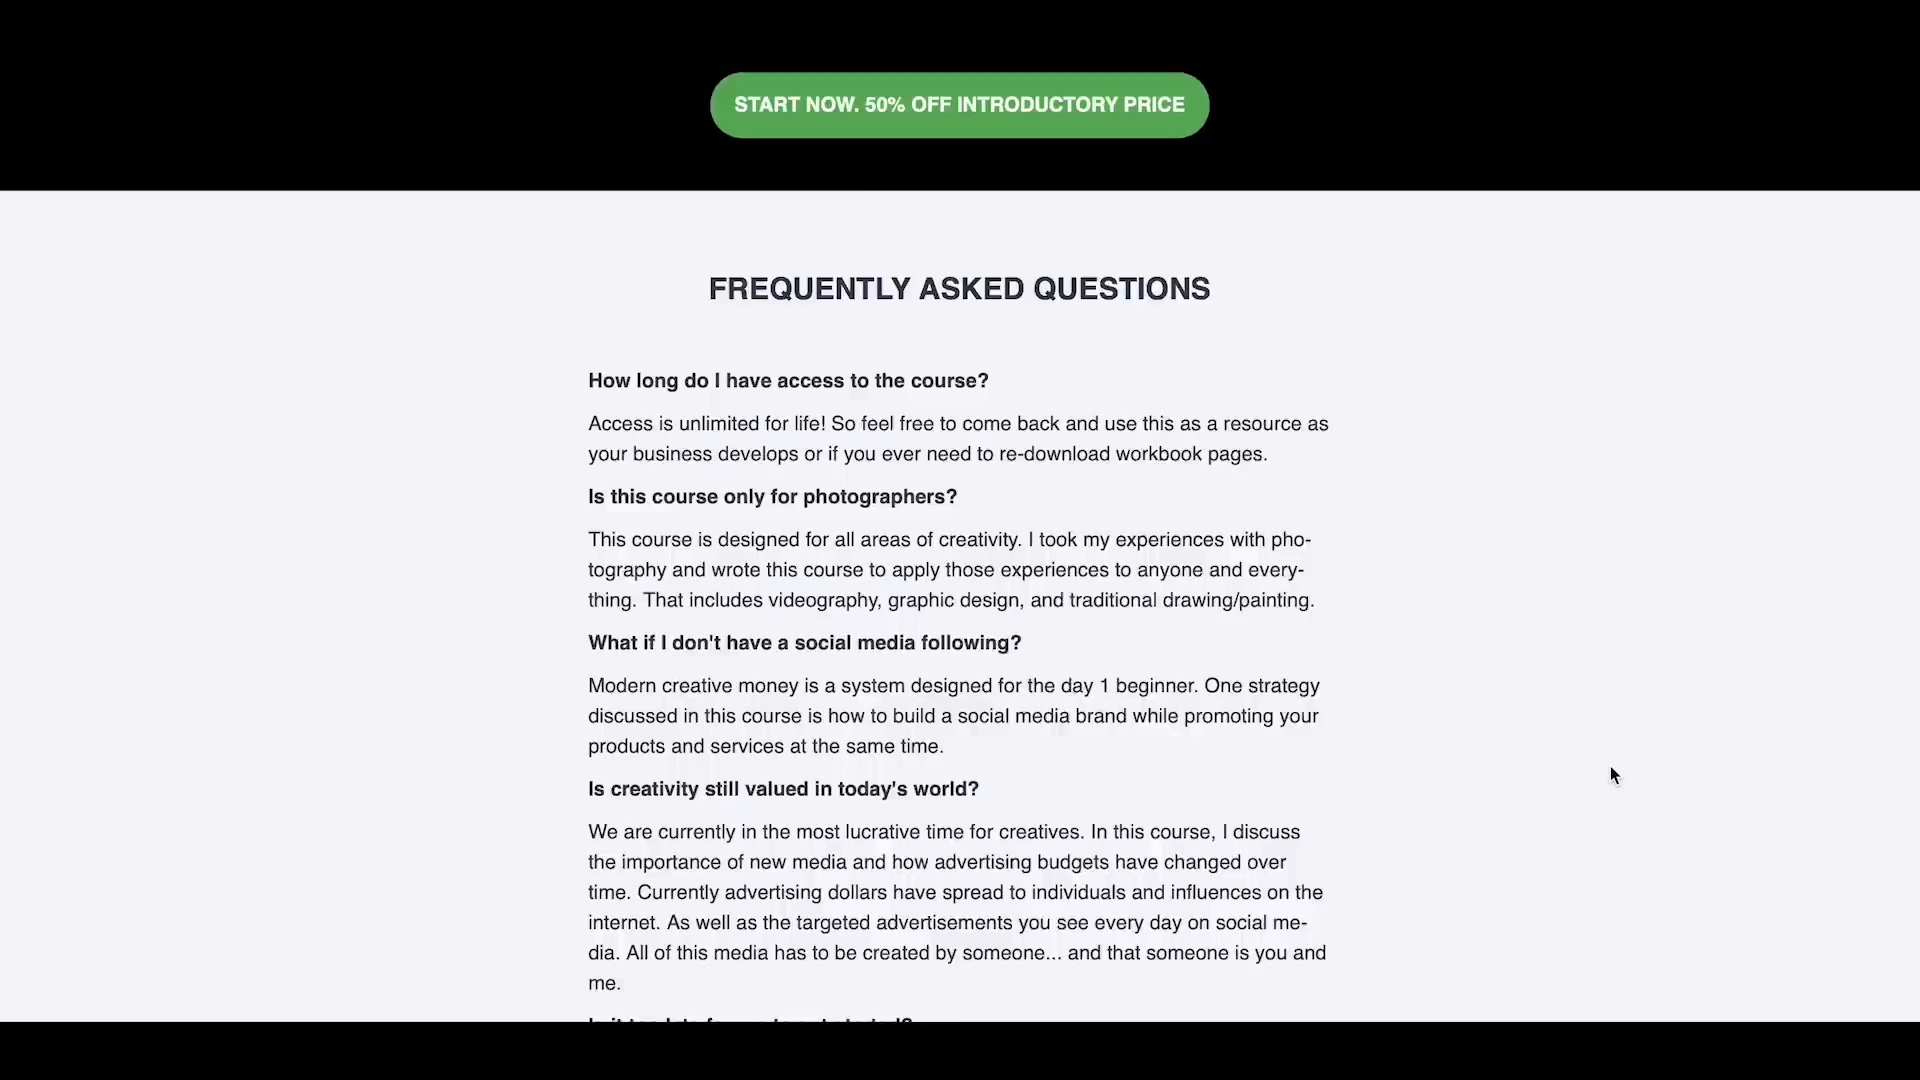 START NOW. 50% OFF INTRODUCTORY PRICE
FREQUENTLY ASKED QUESTIONS
How long do I have access to the course?
Access is unlimited for life! So feel free to come back and use this as a resource as
your business develops or if you ever need to re-download workbook pages.
Is this course only for photographers?
This course is designed for all areas of creativity. I took my experiences with pho-
tography and wrote this course to apply those experiences to anyone and every-
thing. That includes videography, graphic design, and traditional drawing/painting.
What if I don't have a social media following?
Modern creative money is a system designed for the day 1 beginner. One strategy
discussed in this course is how to build a social media brand while promoting your
products and services at the same time.
Is creativity still valued in today's world?
We are currently in the most lucrative time for creatives. In this course, I discuss
the importance of new media and how advertising budgets have changed over
time. Currently advertising dollars have spread to individuals and influences on the
internet. As well as the targeted advertisements you see every day on social me-
dia. All of this media has to be created by someone... and that someone is you and
me.